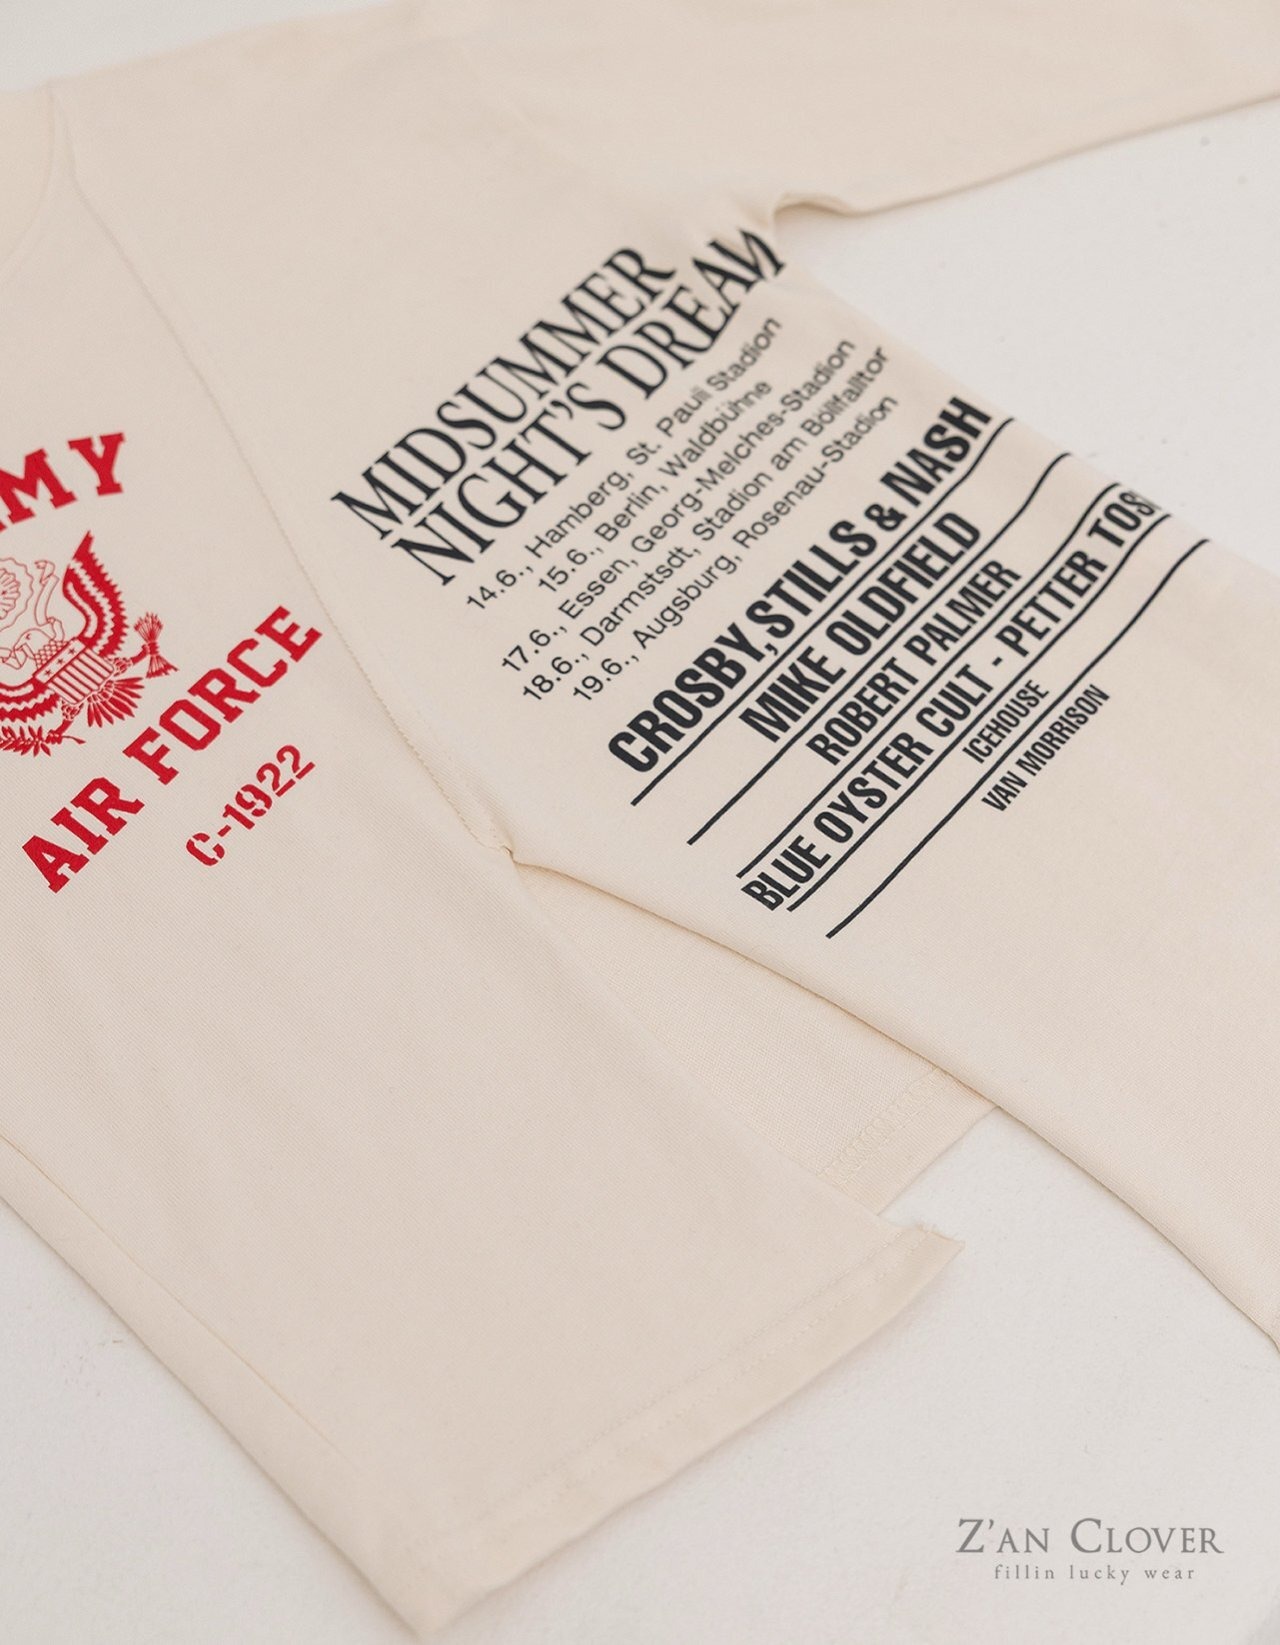 MY
AIR FORCE
C-1922
MIDSUMMER
NIGHT'S DREAM
14.6., Hamberg, St. Pauli Stadion
15.6., Berlin, Waldbühne
17.6., Essen, Georg-Melches-Stadion
18.6., Darmstsdt, Stadion am Böllfalltor
19.6., Augsburg, Rosenau-Stadion
CROSBY, STILLS & NASH
MIKE OLDFIELD
ROBERT PALMER
BLUE OYSTER CULT - PETTER TOS
ICEHOUSE
VAN MORRISON
Z'AN CLOVER
fillin lucky wear